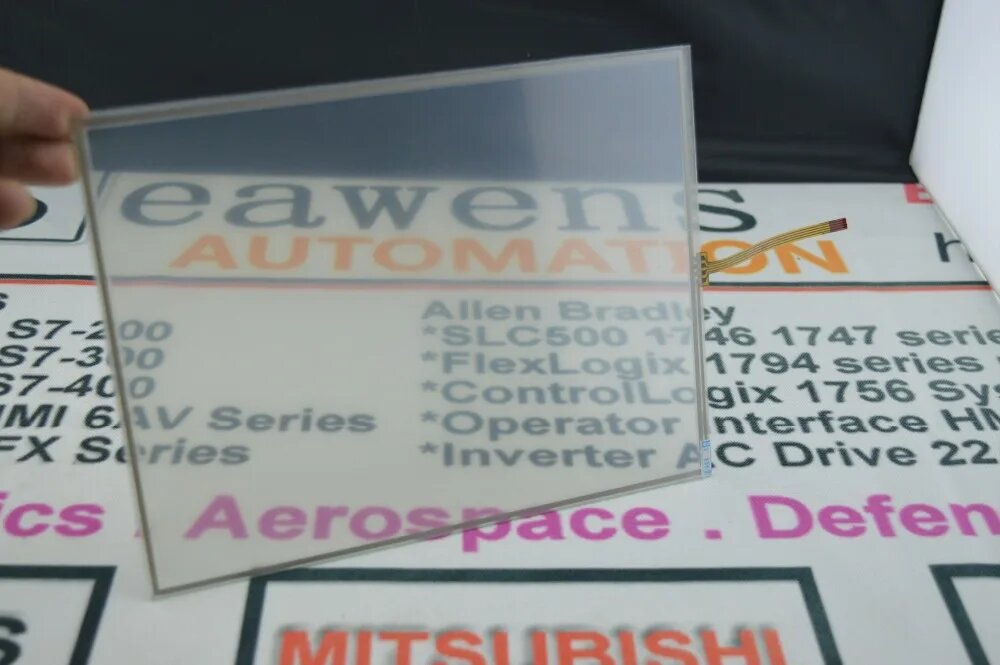 eawens
AUTOMATION
Allen Bradley
S7-200 *SLC500 1746 1747 serie
S7-300 *FlexLogix 1794 series
S7-400 *ControlLogix 1756 Sys
HMI 6AV Series *Operator Interface HM
FX Series *Inverter AC Drive 22
ics . Aerospace . Defen
MITSUBISHI